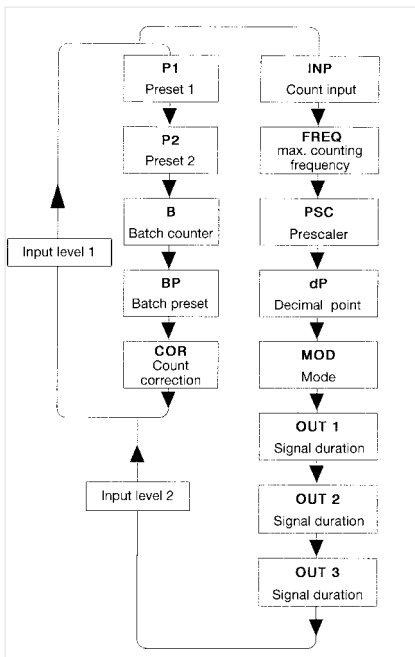 P1
Preset 1
P2
Preset 2
B
Batch counter
BP
Batch preset
COR
Count
correction
Input level 1
Input level 2
INP
Count input
FREQ
max. counting
frequency
PSC
Prescaler
dP
Decimal point
MOD
Mode
OUT 1
Signal duration
OUT 2
Signal duration
OUT 3
Signal duration